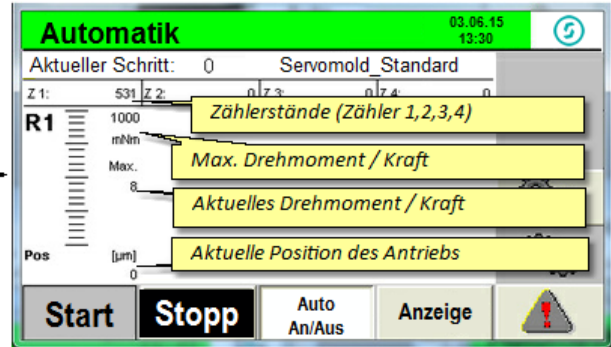 Automatik
03.06.15
13:30
Aktueller Schritt: 0 Servomold_Standard
Z 1: 531 Z 2: 0 Z 3: 0 Z 4: 0
Zählerstände (Zähler 1,2,3,4)
R1 1000
mNm
Max. Drehmoment / Kraft
Max.
8
Aktuelles Drehmoment / Kraft
Aktuelle Position des Antriebs
Pos [µm]
0
Start Stopp Auto An/Aus Anzeige